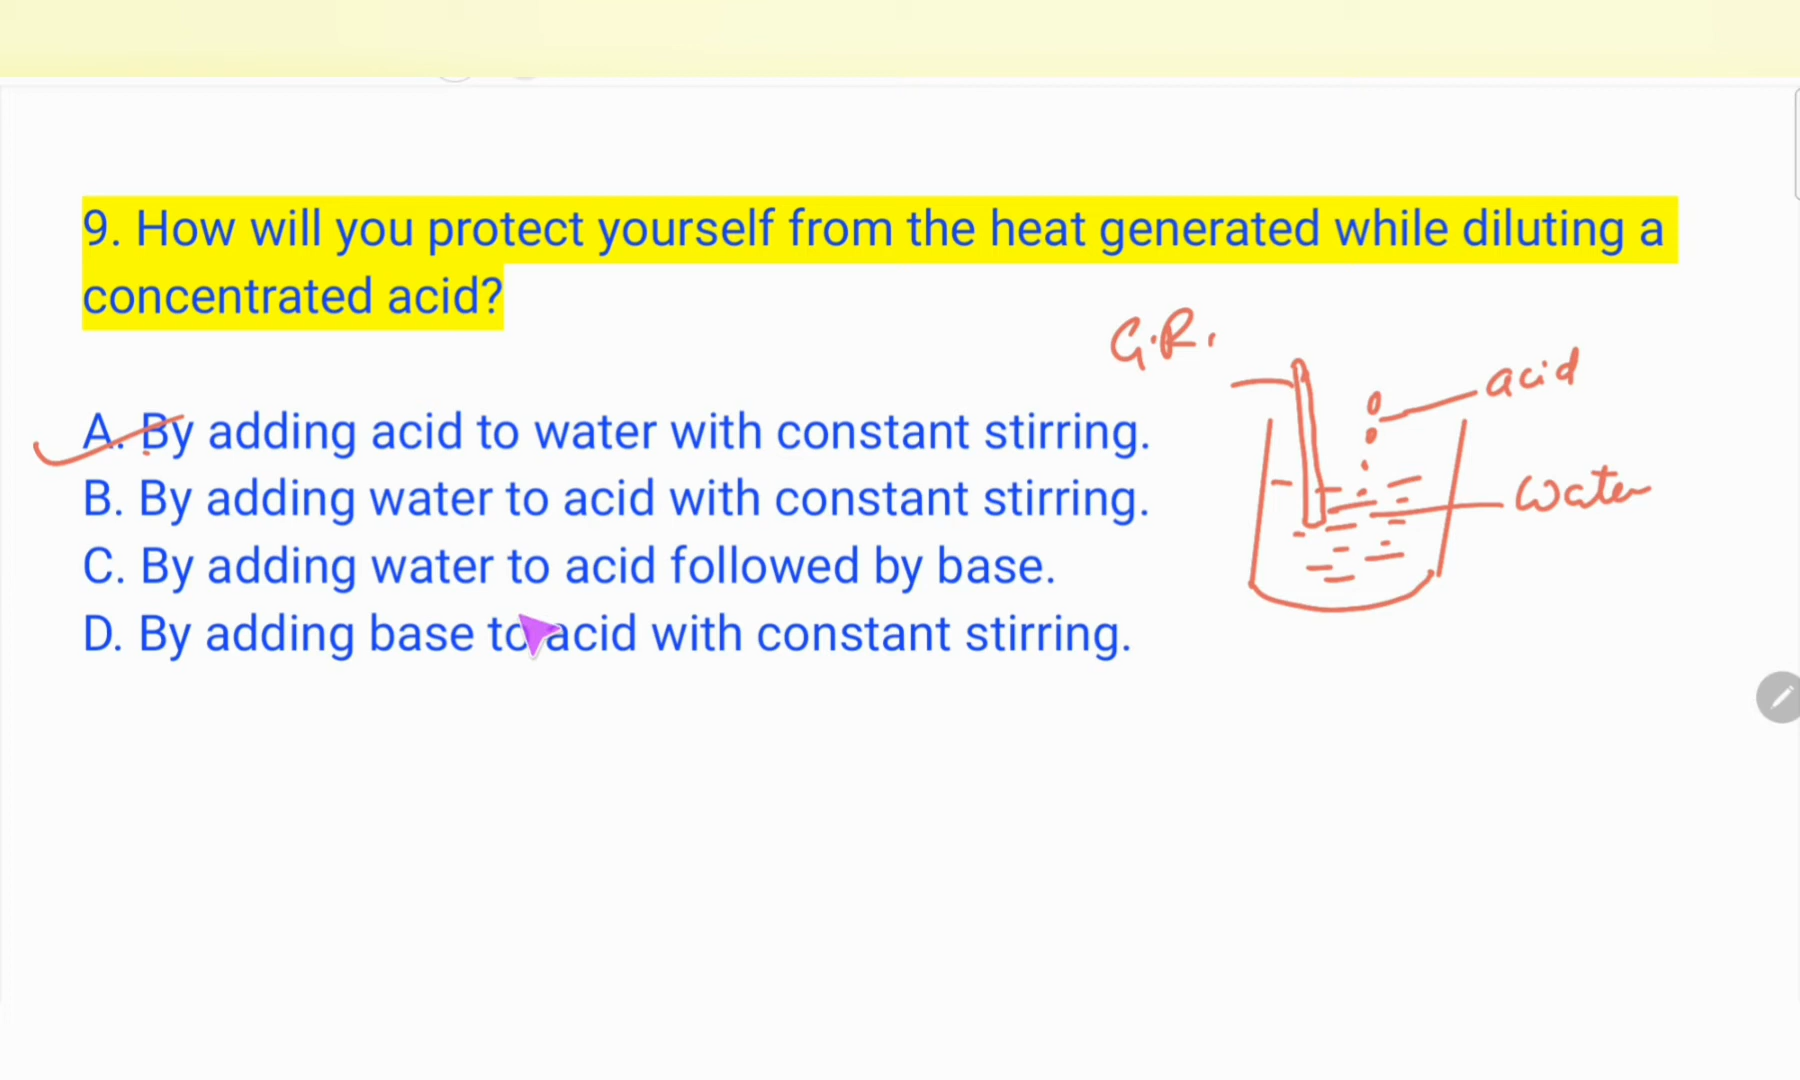 9. How will you protect yourself from the heat generated while diluting a
concentrated acid?
G.R.
acid
A. By adding acid to water with constant stirring.
water
B. By adding water to acid with constant stirring.
C. By adding water to acid followed by base.
D. By adding base to acid with constant stirring.